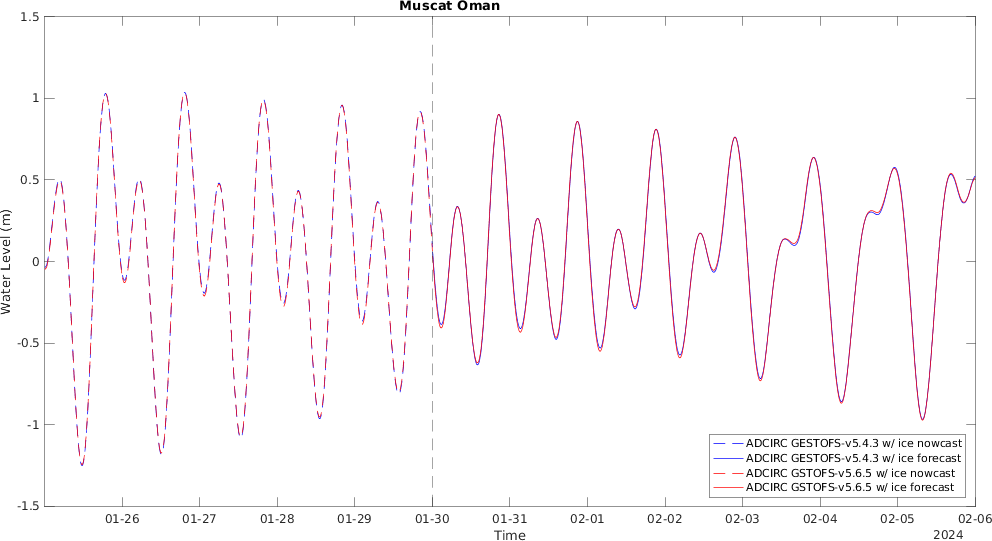 Muscat Oman
1.5
1
0.5
0
-0.5
-1
-1.5
Water Level (m)
01-26 01-27 01-28 01-29 01-30 01-31 02-01 02-02 02-03 02-04 02-05 02-06
Time
2024
ADCIRC GESTOFS-v5.4.3 w/ ice nowcast
ADCIRC GESTOFS-v5.4.3 w/ ice forecast
ADCIRC GSTOFS-v5.6.5 w/ ice nowcast
ADCIRC GSTOFS-v5.6.5 w/ ice forecast